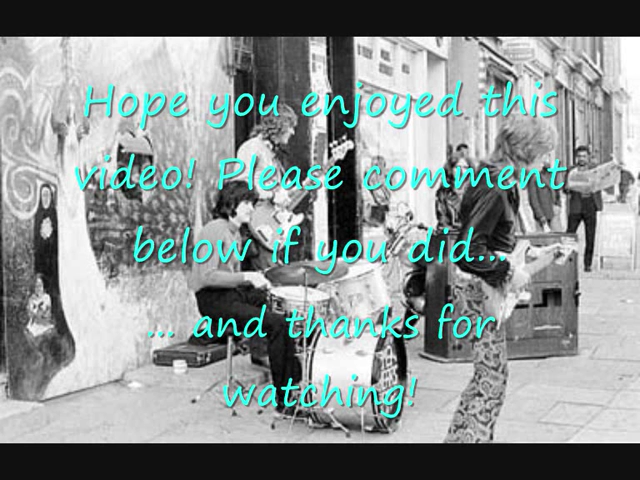 Hope you enjoyed this
video! Please comment
below if you did...
... and thanks for
watching!